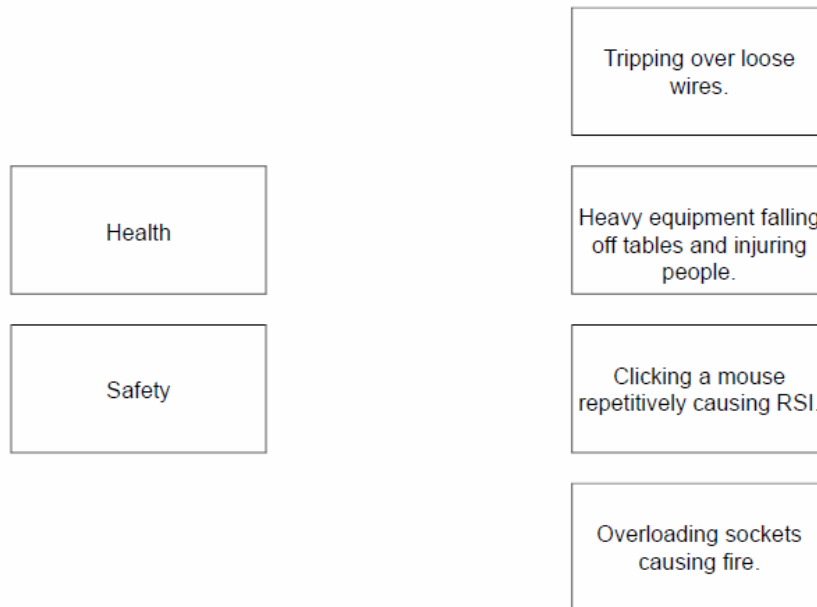 Tripping over loose
wires.
Health
Heavy equipment falling
off tables and injuring
people.
Safety
Clicking a mouse
repetitively causing RSI.
Overloading sockets
causing fire.